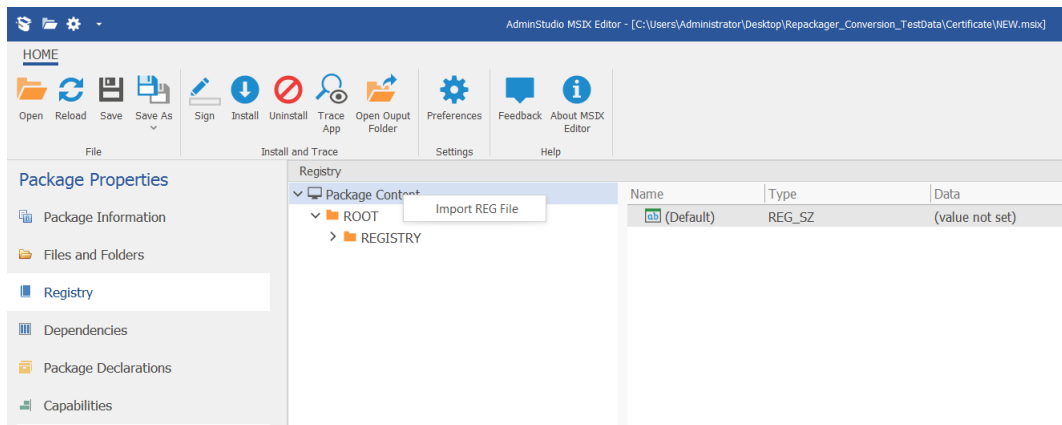 AdminStudio MSIX Editor - [C:\Users\Administrator\Desktop\Repackager_Conversion_TestData\Certificate\NEW.msix]
HOME
Open Reload Save Save As Sign Install Uninstall Trace App Open Ouput Folder Preferences Feedback About MSIX Editor
File Install and Trace Settings Help
Package Properties
Package Information
Files and Folders
Registry
Dependencies
Package Declarations
Capabilities
Registry
Package Content
Import REG File
ROOT
REGISTRY
Name Type Data
ab (Default) REG_SZ (value not set)